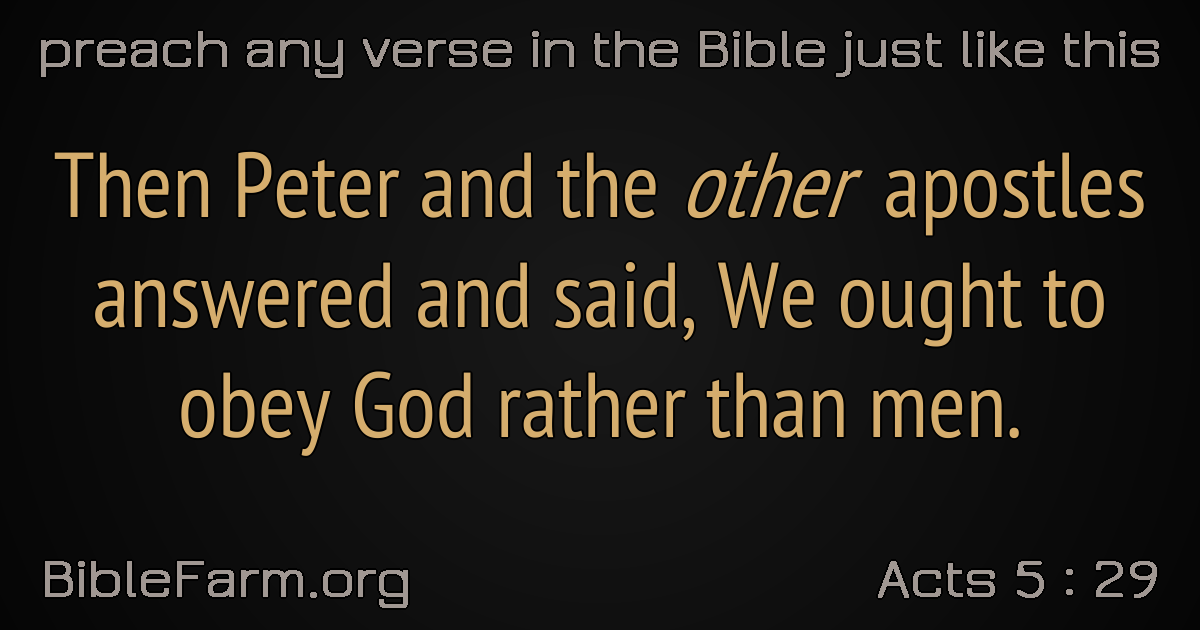 preach any verse in the Bible just like this
Then Peter and the other apostles
answered and said, We ought to
obey God rather than men.
BibleFarm.org
Acts 5 : 29